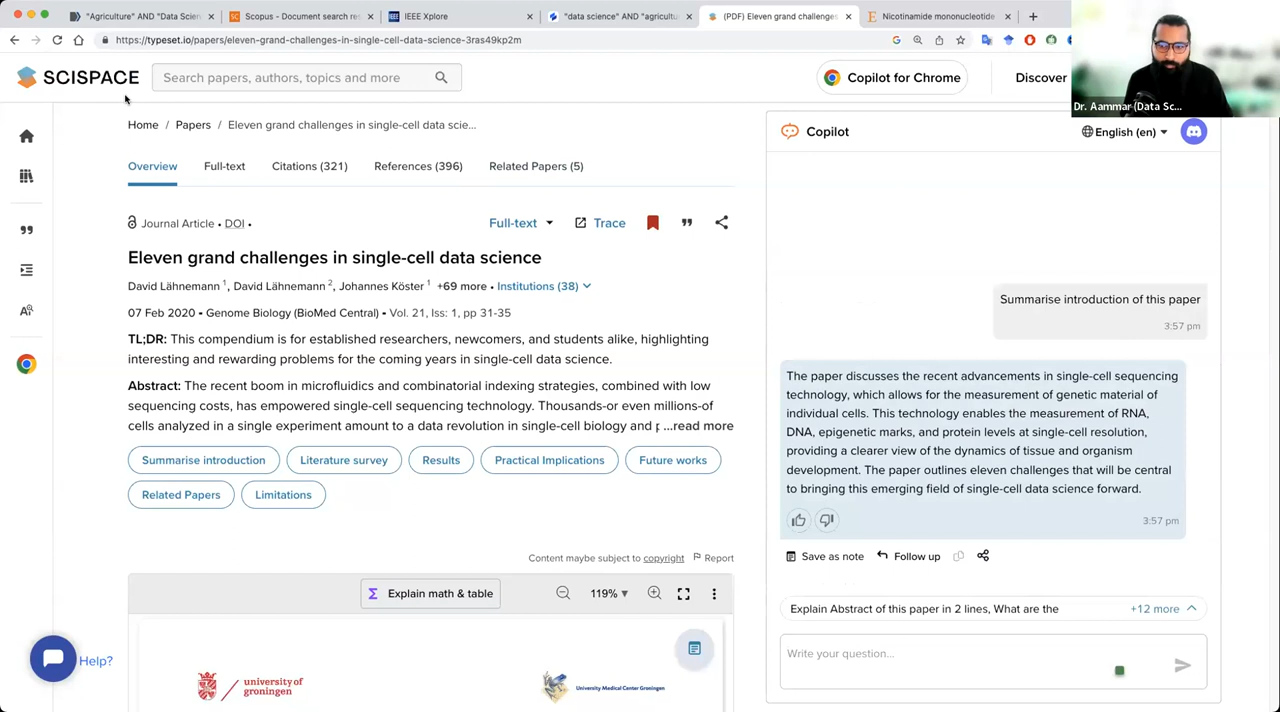 "Agriculture" AND "Data Scien
Scopus - Document search res
IEEE Xplore
"data science" AND "agricultu
(PDF) Eleven grand challenges
Nicotinamide mononucleotide
https://typeset.io/papers/eleven-grand-challenges-in-single-cell-data-science-3ras49kp2m
SCISPACE
Search papers, authors, topics and more
Copilot for Chrome
Discover
Dr. Aammar (Data Sc...
Home / Papers / Eleven grand challenges in single-cell data scie...
Copilot
English (en)
Overview
Full-text
Citations (321)
References (396)
Related Papers (5)
Journal Article • DOI •
Full-text
Trace
Eleven grand challenges in single-cell data science
David Lähnemann 1, David Lähnemann 2, Johannes Köster 1 +69 more • Institutions (38)
07 Feb 2020 • Genome Biology (BioMed Central) • Vol. 21, Iss: 1, pp 31-35
TL;DR: This compendium is for established researchers, newcomers, and students alike, highlighting
interesting and rewarding problems for the coming years in single-cell data science.
Abstract: The recent boom in microfluidics and combinatorial indexing strategies, combined with low
sequencing costs, has empowered single-cell sequencing technology. Thousands-or even millions-of
cells analyzed in a single experiment amount to a data revolution in single-cell biology and p ...read more
Summarise introduction
Literature survey
Results
Practical Implications
Future works
Related Papers
Limitations
Content maybe subject to copyright
Report
Explain math & table
119%
university of
groningen
University Medical Center Groningen
Help?
Summarise introduction of this paper
3:57 pm
The paper discusses the recent advancements in single-cell sequencing
technology, which allows for the measurement of genetic material of
individual cells. This technology enables the measurement of RNA,
DNA, epigenetic marks, and protein levels at single-cell resolution,
providing a clearer view of the dynamics of tissue and organism
development. The paper outlines eleven challenges that will be central
to bringing this emerging field of single-cell data science forward.
3:57 pm
Save as note
Follow up
Explain Abstract of this paper in 2 lines, What are the
+12 more
Write your question...